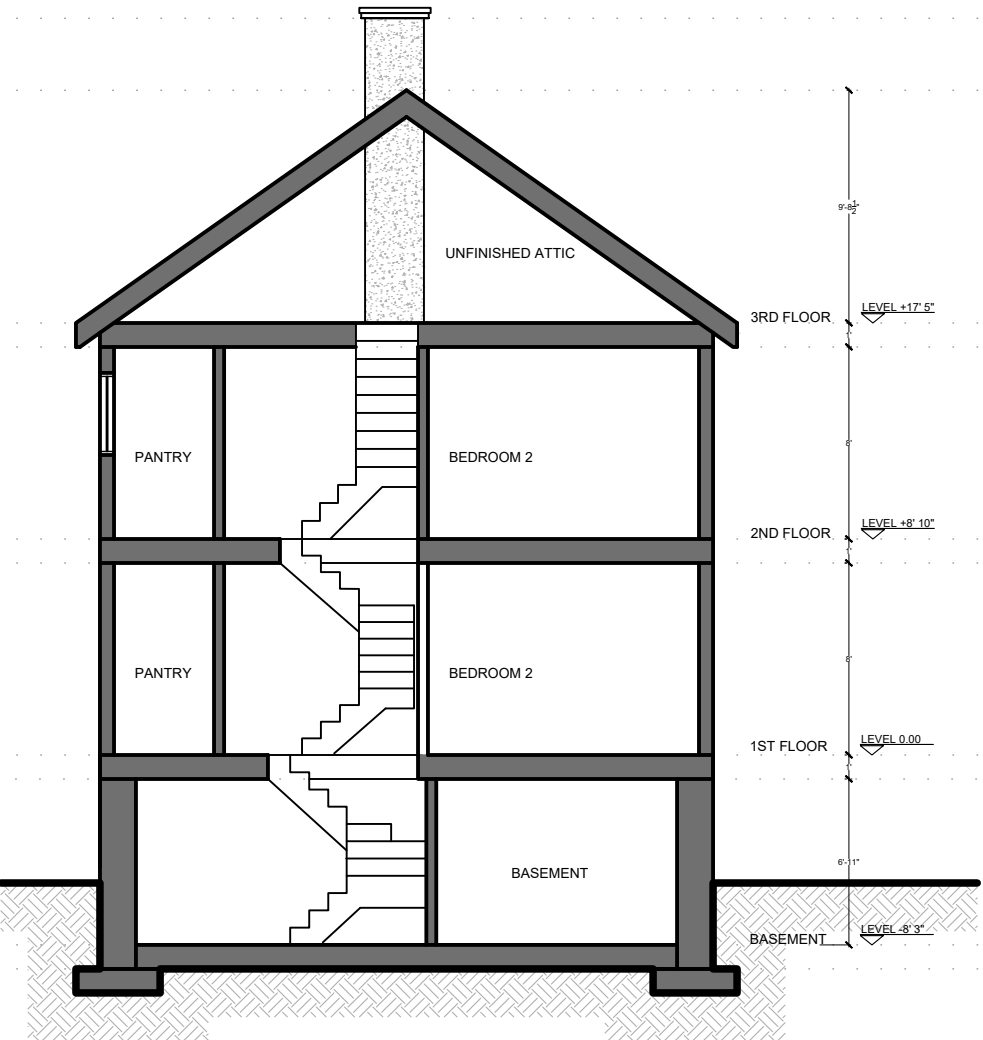 9'-8½"
UNFINISHED ATTIC
3RD FLOOR
LEVEL +17' 5"
PANTRY
BEDROOM 2
8'
2ND FLOOR
LEVEL +8' 10"
PANTRY
BEDROOM 2
8'
1ST FLOOR
LEVEL 0.00
6'-11"
BASEMENT
BASEMENT
LEVEL -8' 3"